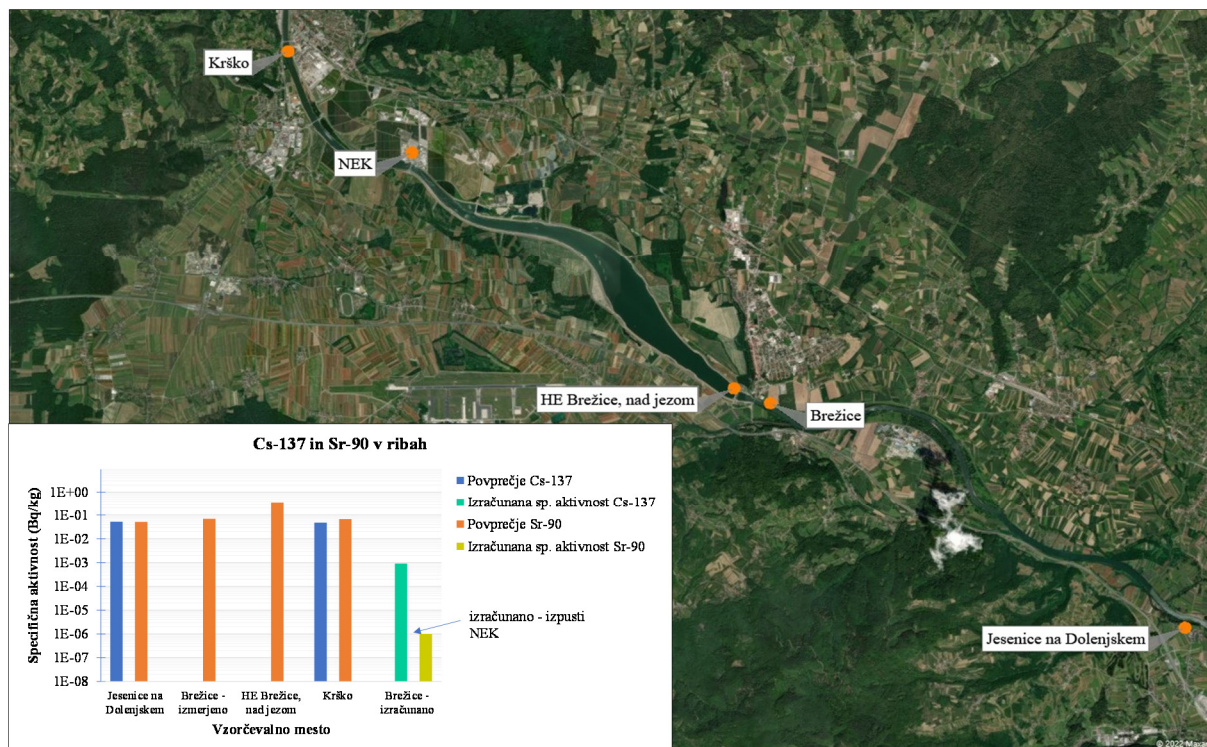 Krško
NEK
HE Brežice, nad jezom
Brežice
Jesenice na Dolenjskem
Cs-137 in Sr-90 v ribah
Specifična aktivnost (Bq/kg)
1E+00
1E-01
1E-02
1E-03
1E-04
1E-05
1E-06
1E-07
1E-08
Povprečje Cs-137
Izračunana sp. aktivnost Cs-137
Povprečje Sr-90
Izračunana sp. aktivnost Sr-90
izračunano - izpusti
NEK
Jesenice na
Dolenjskem
Brežice -
izmerjeno
HE Brežice,
nad jezom
Krško
Brežice -
izračunano
Vzorčevalno mesto
© 2022 Maxar